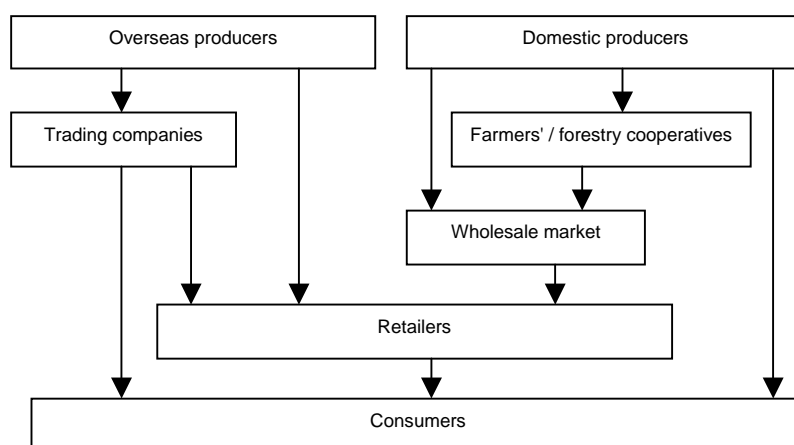 Overseas producers
Domestic producers
Trading companies
Farmers' / forestry cooperatives
Wholesale market
Retailers
Consumers